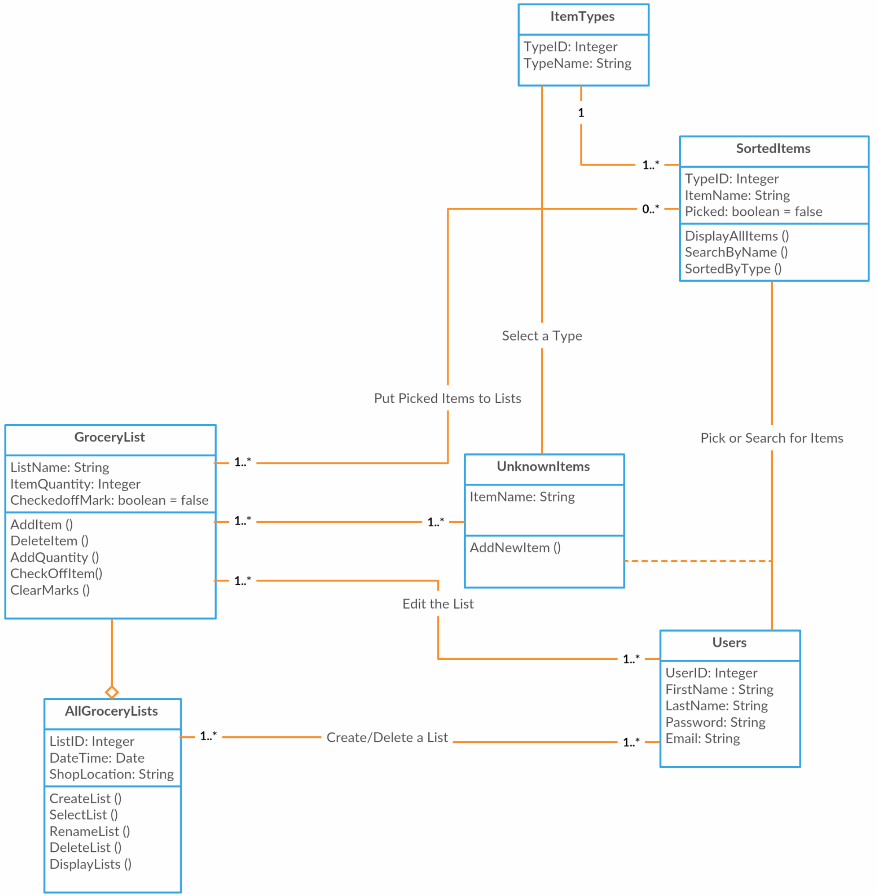 ItemTypes
TypeID: Integer
TypeName: String
1
1..*
0..*
SortedItems
TypeID: Integer
ItemName: String
Picked: boolean = false
DisplayAllItems ()
SearchByName ()
SortedByType ()
Select a Type
Put Picked Items to Lists
Pick or Search for Items
GroceryList
ListName: String
ItemQuantity: Integer
CheckedoffMark: boolean = false
AddItem ()
DeleteItem ()
AddQuantity ()
CheckOffItem()
ClearMarks ()
1..*
1..*
1..*
1..*
UnknownItems
ItemName: String
AddNewItem ()
Edit the List
1..*
Users
UserID: Integer
FirstName : String
LastName: String
Password: String
Email: String
AllGroceryLists
ListID: Integer
DateTime: Date
ShopLocation: String
CreateList ()
SelectList ()
RenameList ()
DeleteList ()
DisplayLists ()
1..*
Create/Delete a List
1..*